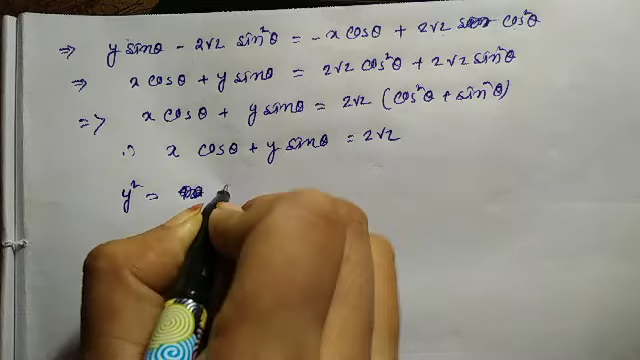 ⇒ y sinθ - 2√2 sin²θ = - x cosθ + 2√2 cos²θ
⇒ x cosθ + y sinθ = 2√2 cos²θ + 2√2 sin²θ
⇒ x cosθ + y sinθ = 2√2 (cos²θ + sin²θ)
∴ x cosθ + y sinθ = 2√2
y² =